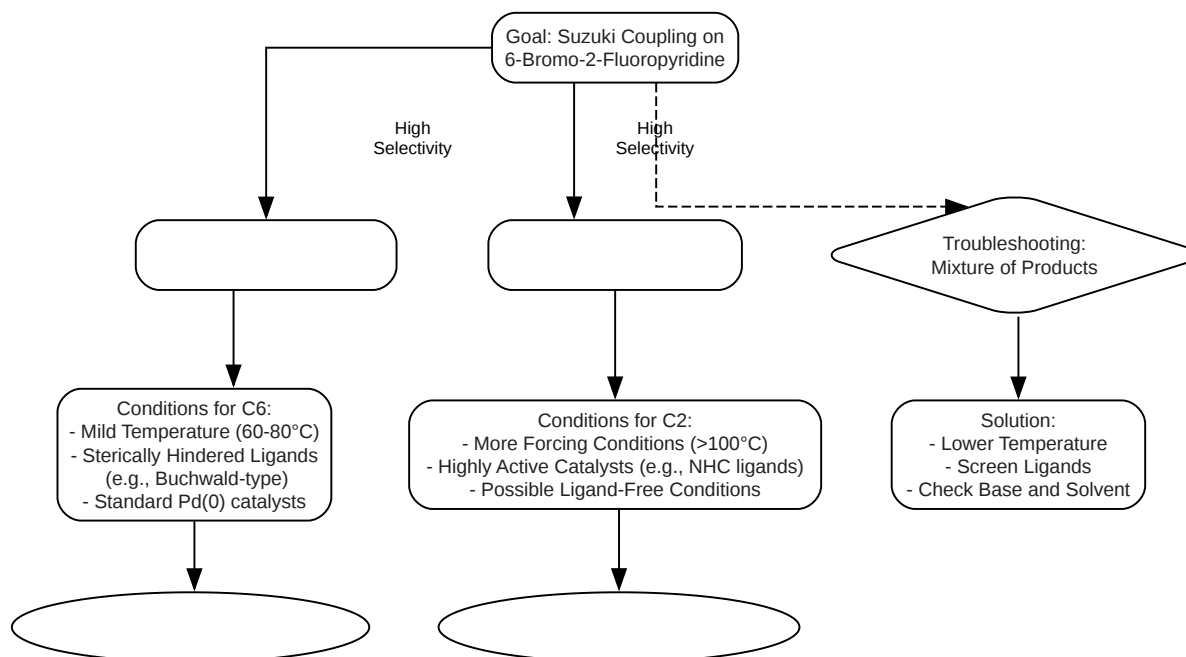 Goal: Suzuki Coupling on
6-Bromo-2-Fluoropyridine
High
Selectivity
High
Selectivity
Troubleshooting:
Mixture of Products
Conditions for C6:
- Mild Temperature (60-80°C)
- Sterically Hindered Ligands
(e.g., Buchwald-type)
- Standard Pd(0) catalysts
Conditions for C2:
- More Forcing Conditions (>100°C)
- Highly Active Catalysts (e.g., NHC ligands)
- Possible Ligand-Free Conditions
Solution:
- Lower Temperature
- Screen Ligands
- Check Base and Solvent